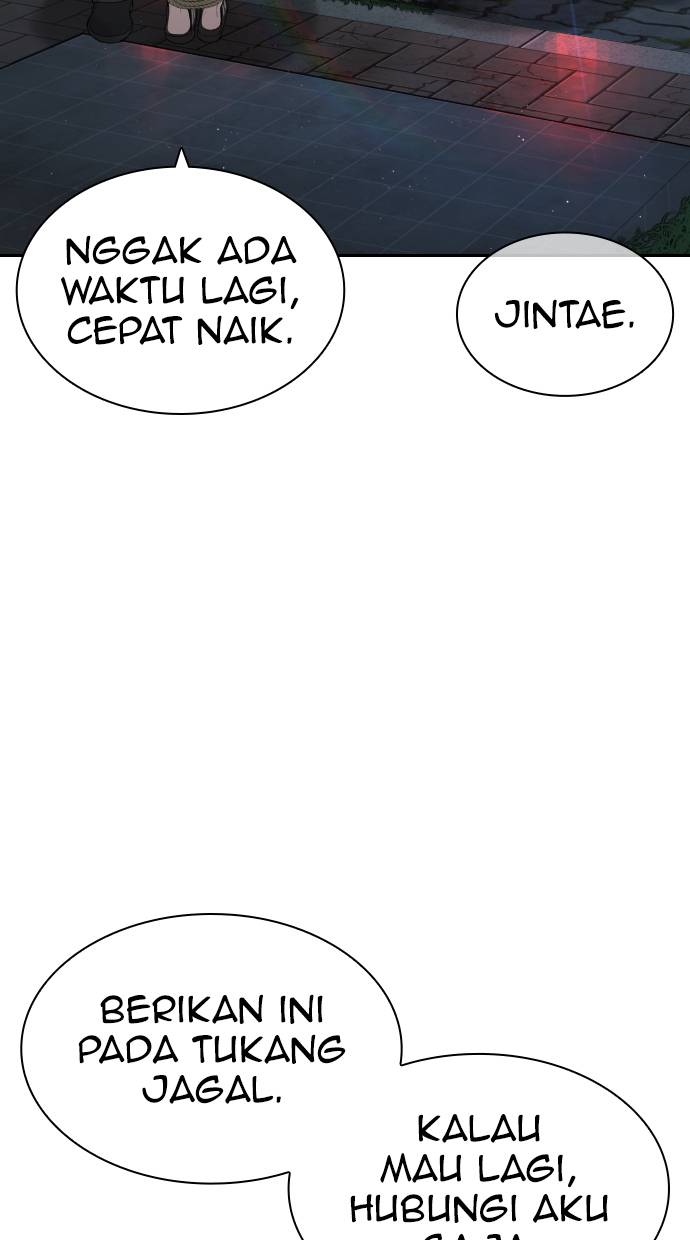 NGGAK ADA
WAKTU LAGI,
CEPAT NAIK.
JINTAE.
BERIKAN INI
PADA TUKANG
JAGAL.
KALAU
MAU LAGI,
HUBUNGI AKU